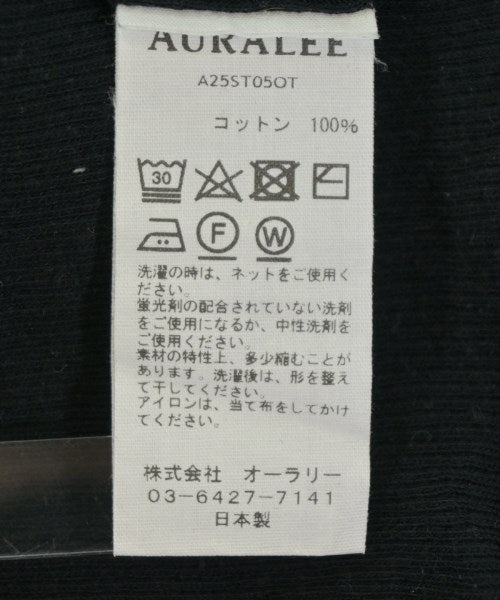 AURALEE
A25ST05OT
コットン 100%
30
F W
洗濯の時は、ネットをご使用く
ださい。
蛍光剤の配合されていない洗剤
をご使用になるか、中性洗剤を
ご使用ください。
素材の特性上、多少縮むことが
あります。洗濯後は、形を整え
て干してください。
アイロンは、当て布をしてかけ
てください。
株式会社 オーラリー
03-6427-7141
日本製